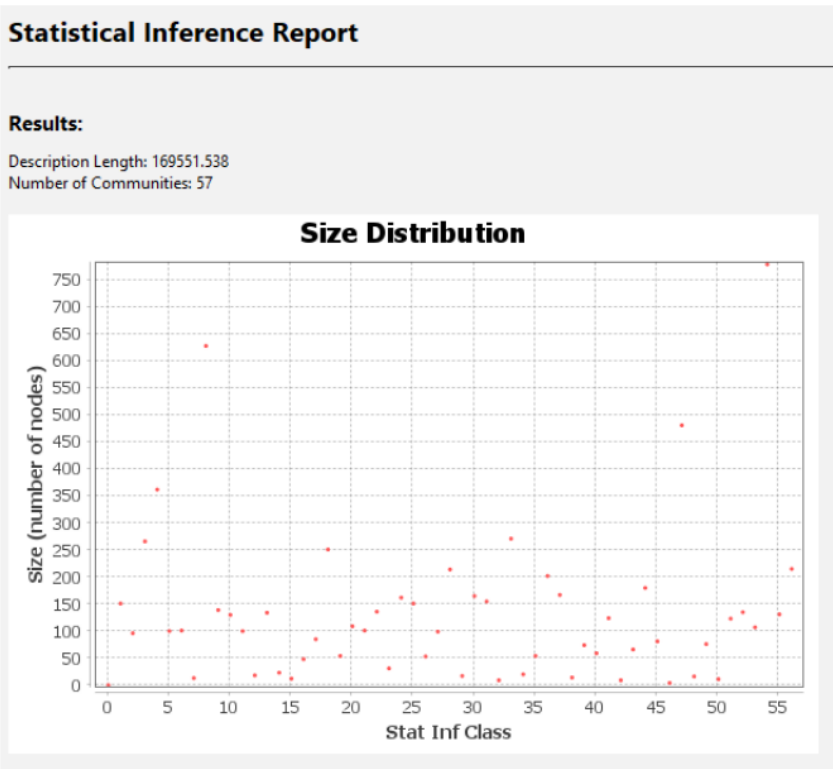 Statistical Inference Report
Results:
Description Length: 169551.538
Number of Communities: 57
Size Distribution
Size (number of nodes)
750
700
650
600
550
500
450
400
350
300
250
200
150
100
50
0
0 5 10 15 20 25 30 35 40 45 50 55
Stat Inf Class